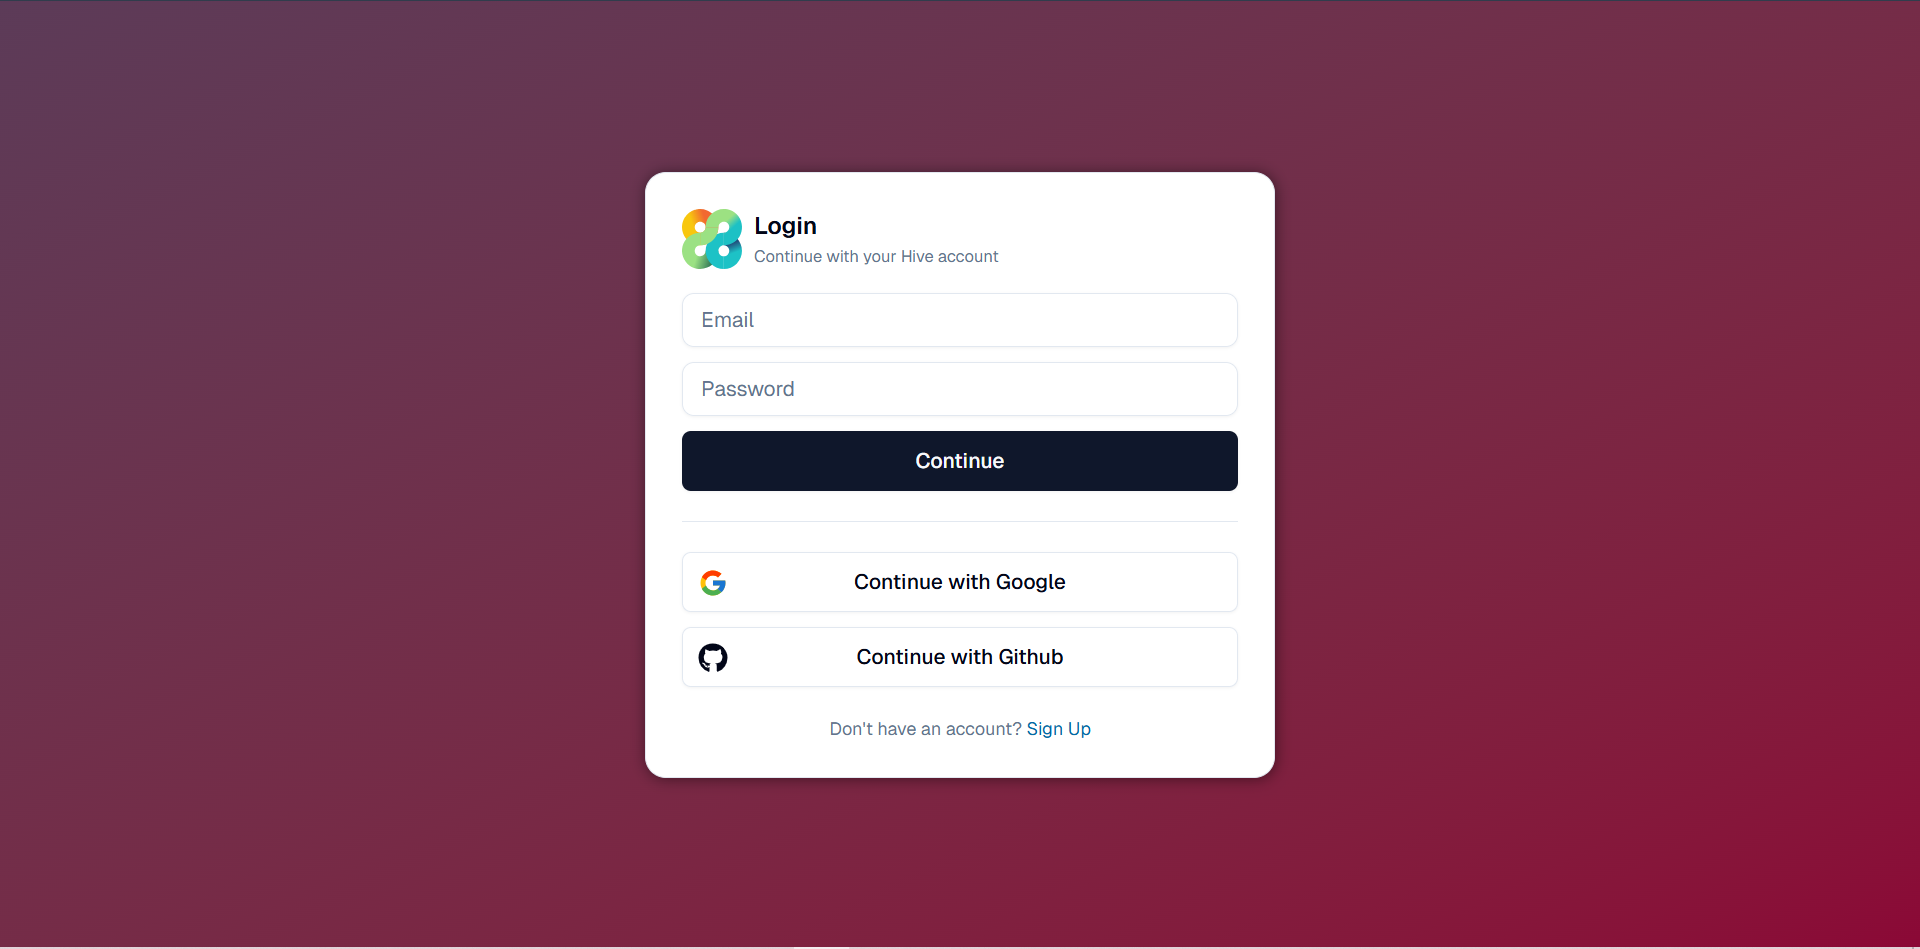 Login
Continue with your Hive account
Email
Password
Continue
Continue with Google
Continue with Github
Don't have an account? Sign Up